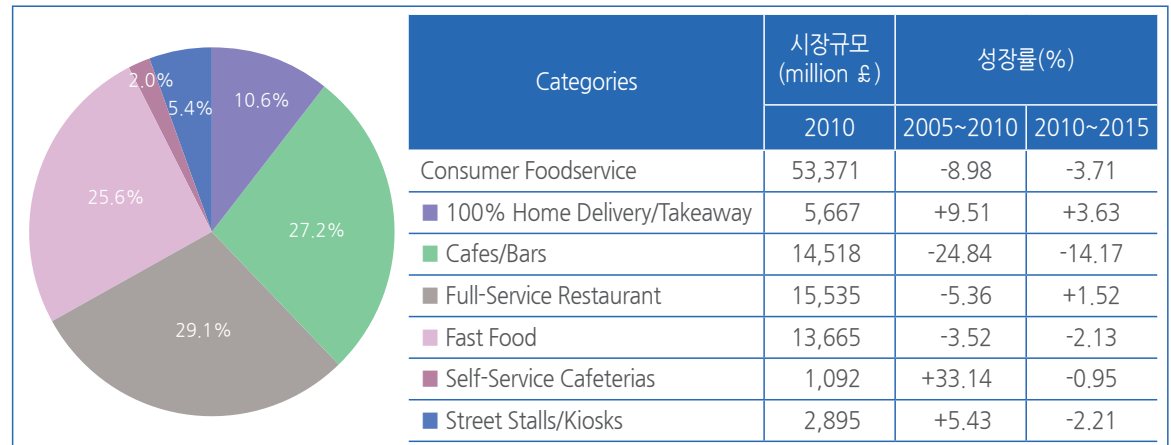 2.0%
5.4%
10.6%
25.6%
27.2%
29.1%
Categories
시장규모
(million £)
성장률(%)
2010 2005~2010 2010~2015
Consumer Foodservice 53,371 -8.98 -3.71
100% Home Delivery/Takeaway 5,667 +9.51 +3.63
Cafes/Bars 14,518 -24.84 -14.17
Full-Service Restaurant 15,535 -5.36 +1.52
Fast Food 13,665 -3.52 -2.13
Self-Service Cafeterias 1,092 +33.14 -0.95
Street Stalls/Kiosks 2,895 +5.43 -2.21